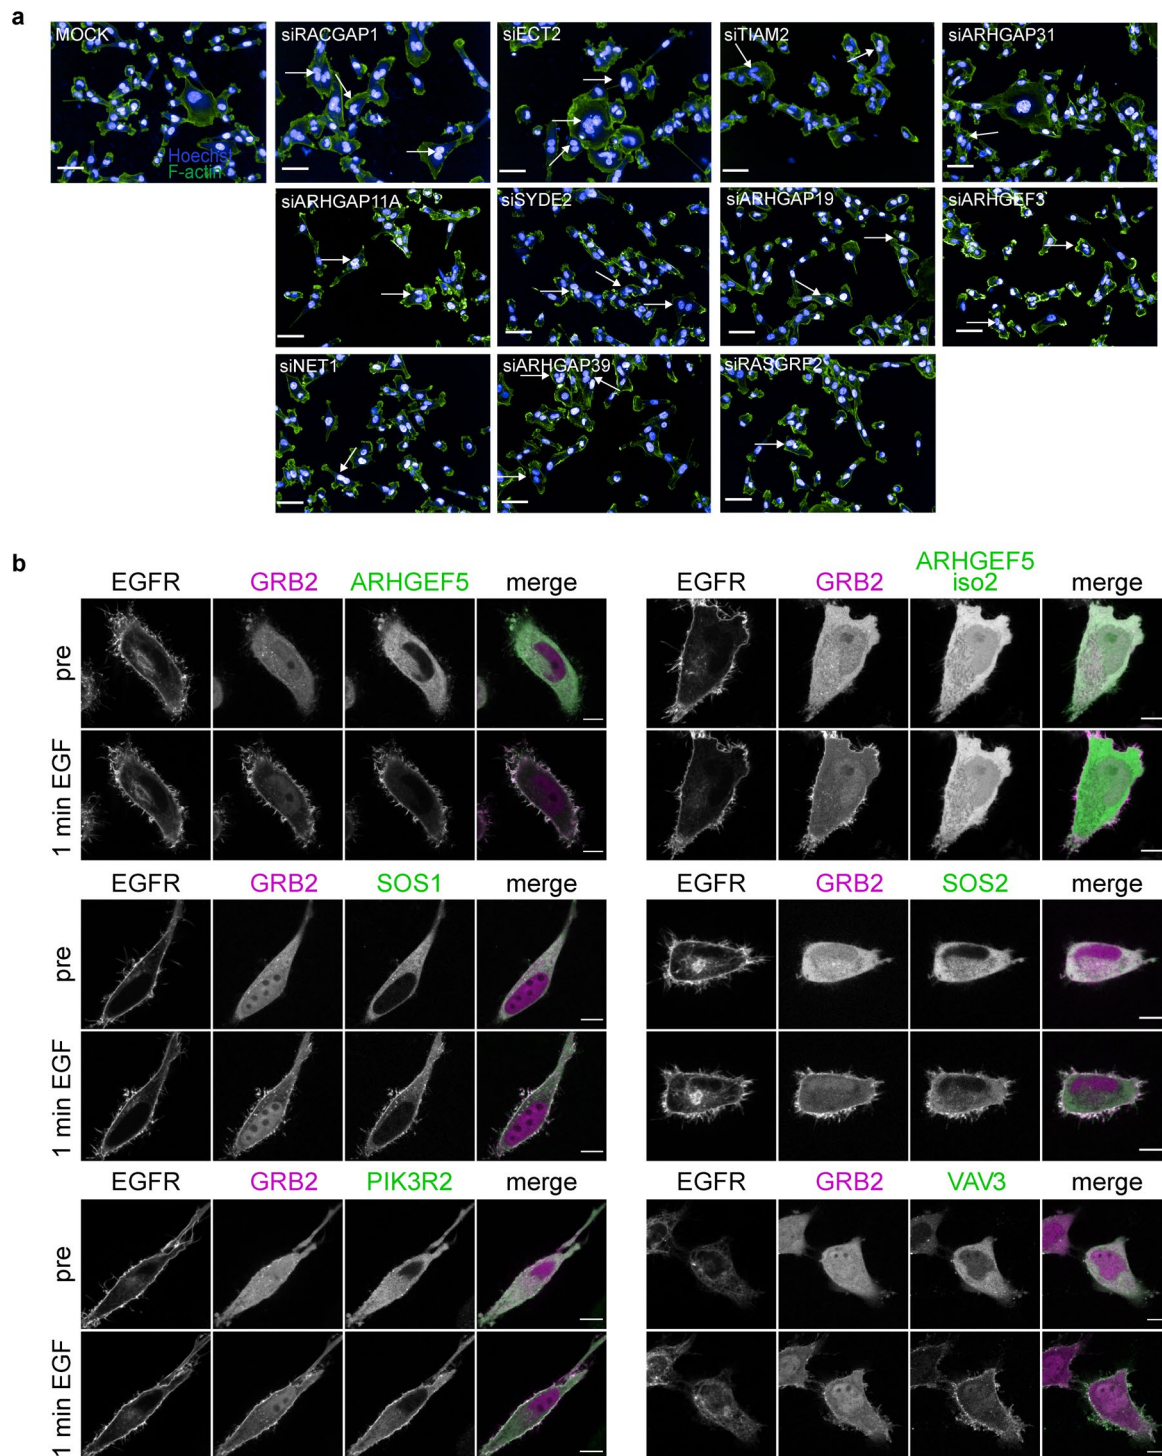 a
MOCK
Hoechst
F-actin
siRACGAP1
siECT2
siTIAM2
siARHGAP31
siARHGAP11A
siSYDE2
siARHGAP19
siARHGEF3
siNET1
siARHGAP39
siRASGRF2
b
EGFR GRB2 ARHGEF5 merge
pre
1 min EGF
EGFR GRB2 ARHGEF5 iso2 merge
EGFR GRB2 SOS1 merge
pre
1 min EGF
EGFR GRB2 SOS2 merge
EGFR GRB2 PIK3R2 merge
pre
1 min EGF
EGFR GRB2 VAV3 merge